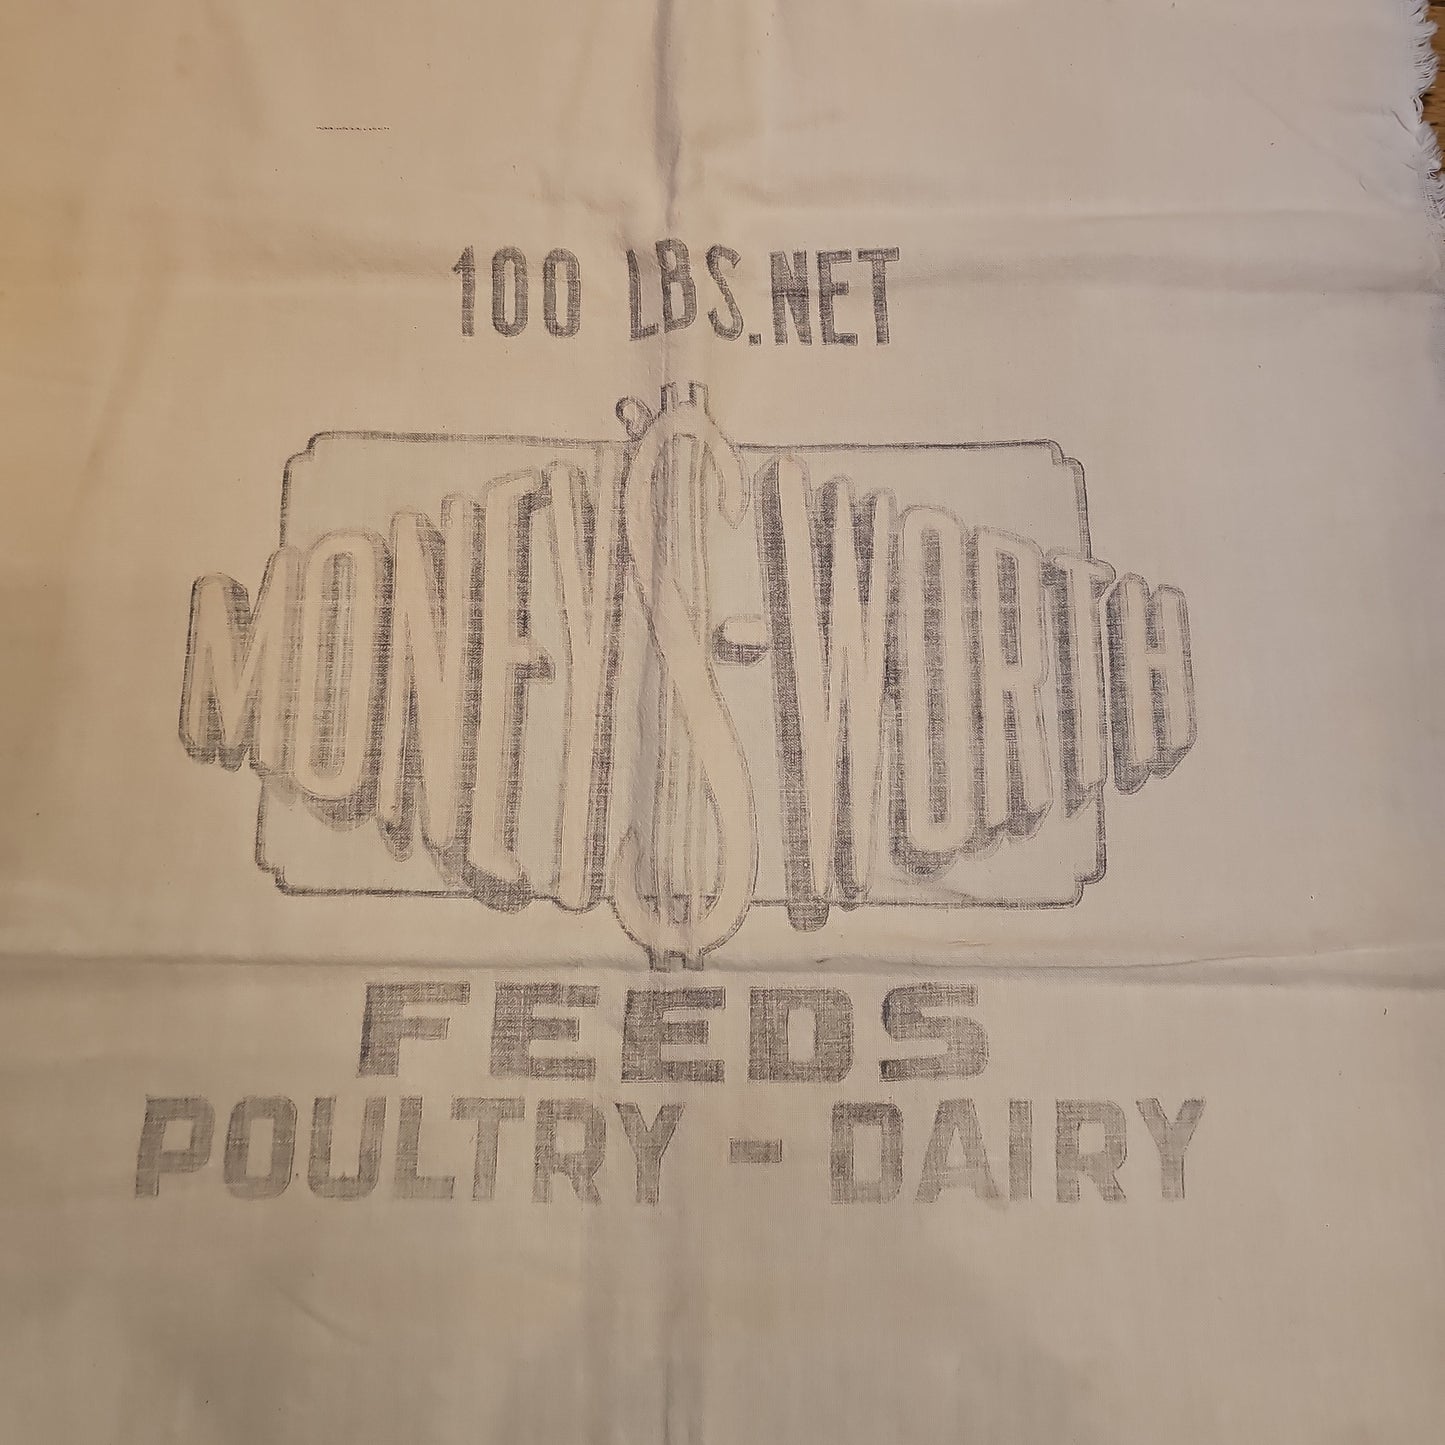 100 LBS.NET
MONEY'S-WORTH
FEEDS
POULTRY - DAIRY